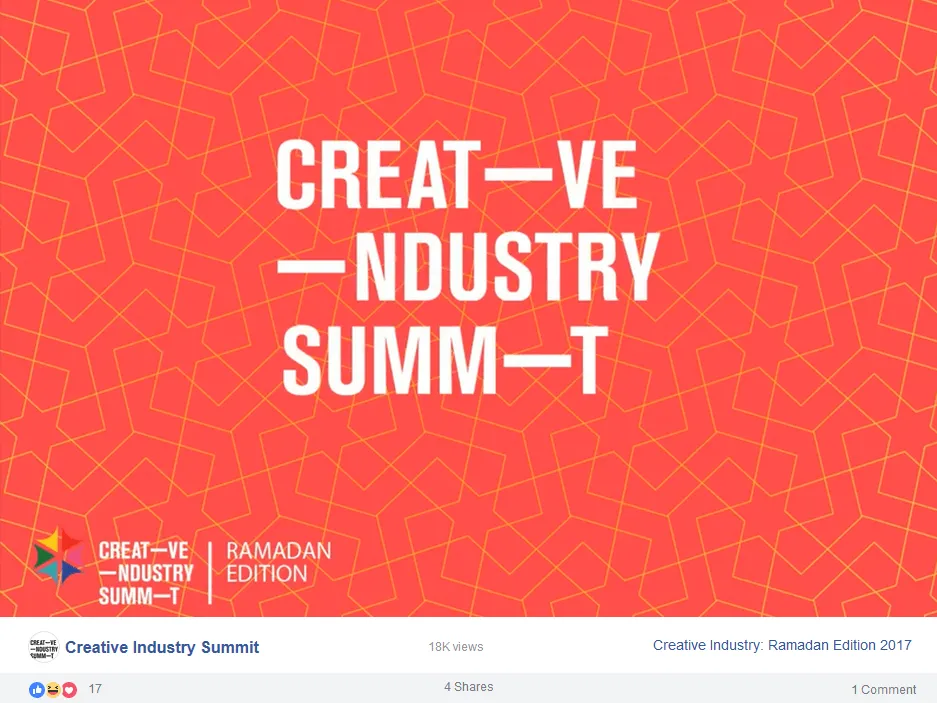 CREAT—VE
—NDUSTRY
SUMM—T
CREAT—VE
—NDUSTRY
SUMM—T
RAMADAN
EDITION
CREAT—VE
—NDUSTRY
SUMM—T
Creative Industry Summit
18K views
Creative Industry: Ramadan Edition 2017
17
4 Shares
1 Comment